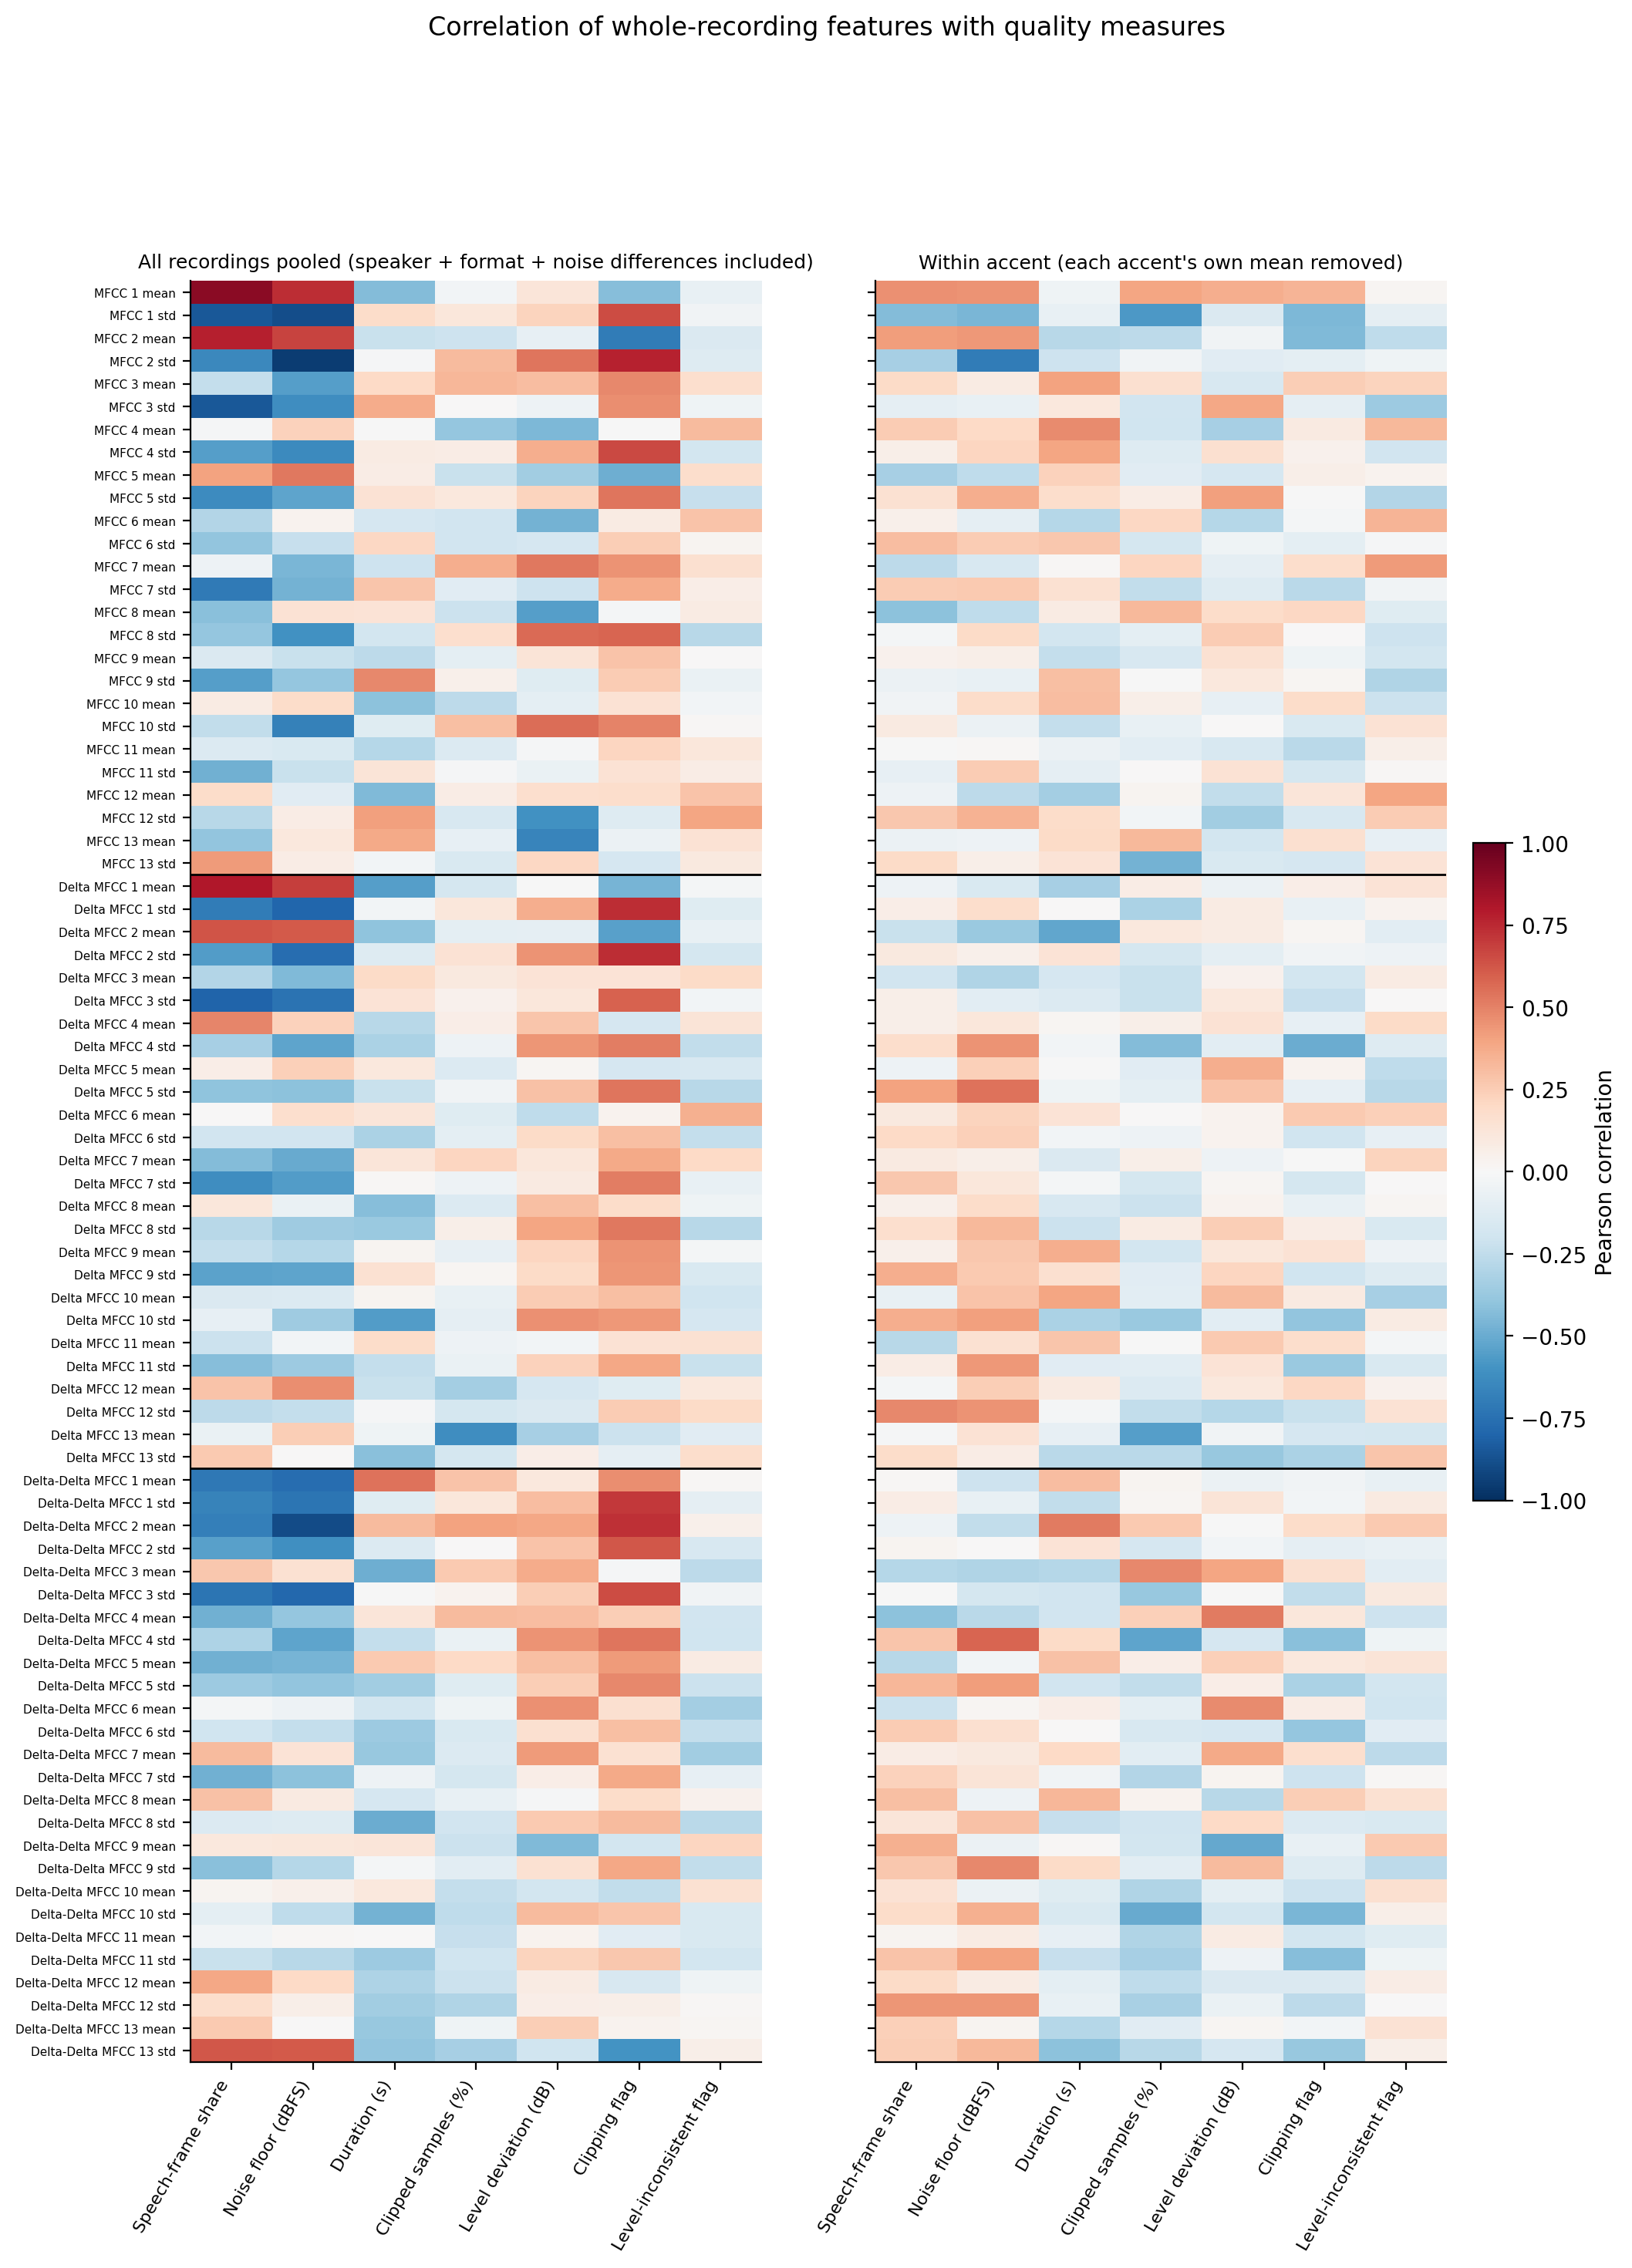 Correlation of whole-recording features with quality measures
All recordings pooled (speaker + format + noise differences included)
Within accent (each accent's own mean removed)
MFCC 1 mean
MFCC 1 std
MFCC 2 mean
MFCC 2 std
MFCC 3 mean
MFCC 3 std
MFCC 4 mean
MFCC 4 std
MFCC 5 mean
MFCC 5 std
MFCC 6 mean
MFCC 6 std
MFCC 7 mean
MFCC 7 std
MFCC 8 mean
MFCC 8 std
MFCC 9 mean
MFCC 9 std
MFCC 10 mean
MFCC 10 std
MFCC 11 mean
MFCC 11 std
MFCC 12 mean
MFCC 12 std
MFCC 13 mean
MFCC 13 std
Delta MFCC 1 mean
Delta MFCC 1 std
Delta MFCC 2 mean
Delta MFCC 2 std
Delta MFCC 3 mean
Delta MFCC 3 std
Delta MFCC 4 mean
Delta MFCC 4 std
Delta MFCC 5 mean
Delta MFCC 5 std
Delta MFCC 6 mean
Delta MFCC 6 std
Delta MFCC 7 mean
Delta MFCC 7 std
Delta MFCC 8 mean
Delta MFCC 8 std
Delta MFCC 9 mean
Delta MFCC 9 std
Delta MFCC 10 mean
Delta MFCC 10 std
Delta MFCC 11 mean
Delta MFCC 11 std
Delta MFCC 12 mean
Delta MFCC 12 std
Delta MFCC 13 mean
Delta MFCC 13 std
Delta-Delta MFCC 1 mean
Delta-Delta MFCC 1 std
Delta-Delta MFCC 2 mean
Delta-Delta MFCC 2 std
Delta-Delta MFCC 3 mean
Delta-Delta MFCC 3 std
Delta-Delta MFCC 4 mean
Delta-Delta MFCC 4 std
Delta-Delta MFCC 5 mean
Delta-Delta MFCC 5 std
Delta-Delta MFCC 6 mean
Delta-Delta MFCC 6 std
Delta-Delta MFCC 7 mean
Delta-Delta MFCC 7 std
Delta-Delta MFCC 8 mean
Delta-Delta MFCC 8 std
Delta-Delta MFCC 9 mean
Delta-Delta MFCC 9 std
Delta-Delta MFCC 10 mean
Delta-Delta MFCC 10 std
Delta-Delta MFCC 11 mean
Delta-Delta MFCC 11 std
Delta-Delta MFCC 12 mean
Delta-Delta MFCC 12 std
Delta-Delta MFCC 13 mean
Delta-Delta MFCC 13 std
Speech-frame share
Noise floor (dBFS)
Duration (s)
Clipped samples (%)
Level deviation (dB)
Clipping flag
Level-inconsistent flag
Speech-frame share
Noise floor (dBFS)
Duration (s)
Clipped samples (%)
Level deviation (dB)
Clipping flag
Level-inconsistent flag
1.00
0.75
0.50
0.25
0.00
−0.25
−0.50
−0.75
−1.00
Pearson correlation